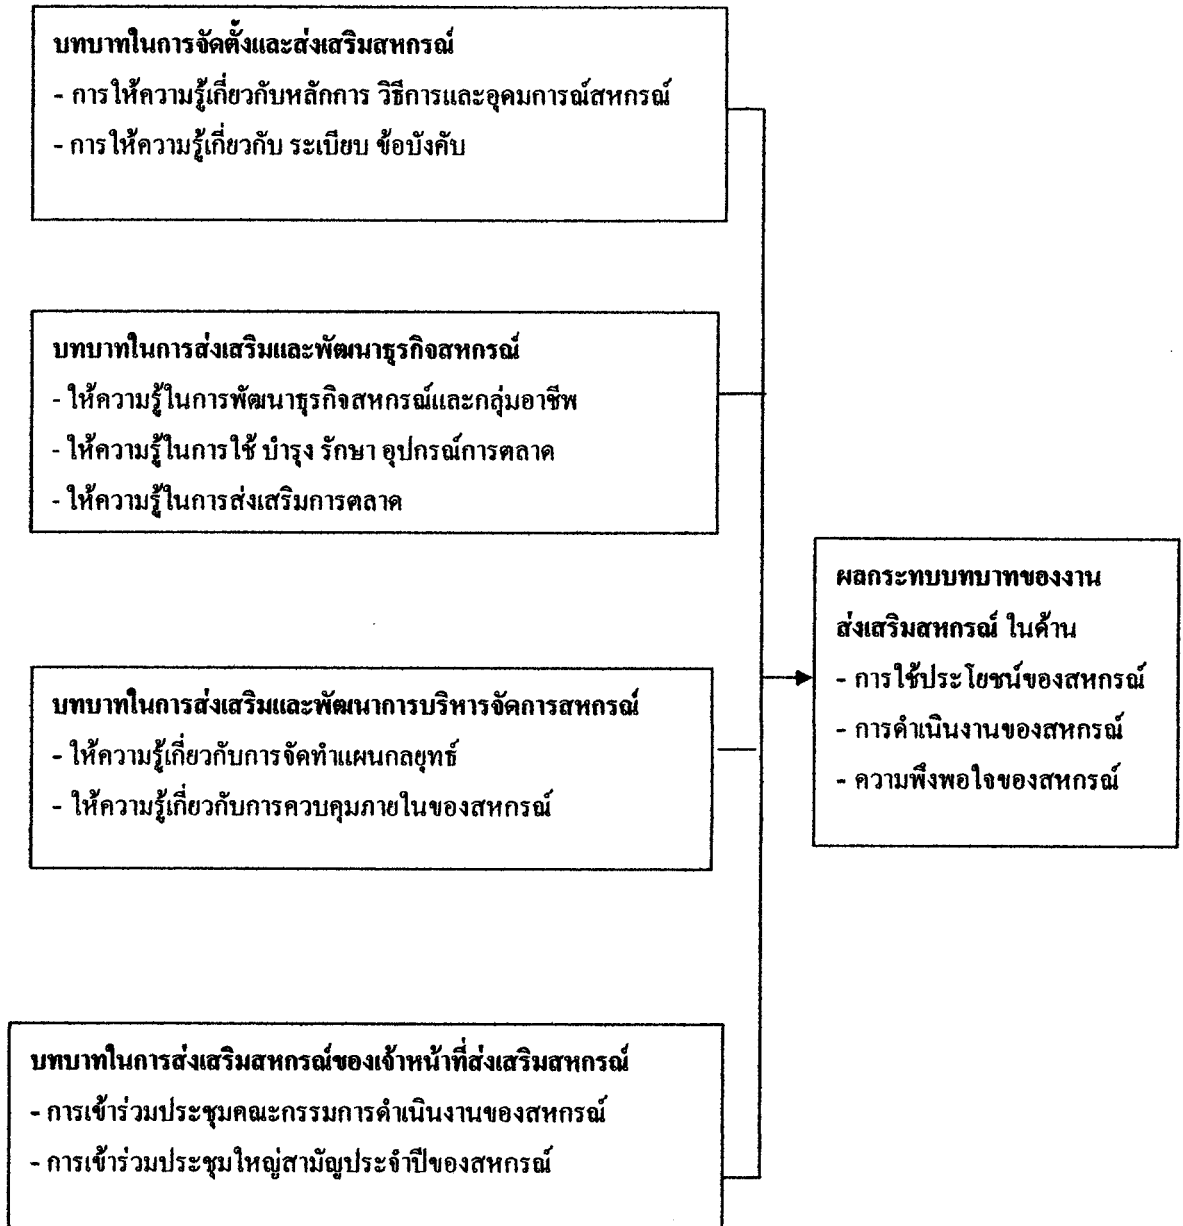 บทบาทในการจัดตั้งและส่งเสริมสหกรณ์
- การให้ความรู้เกี่ยวกับหลักการ วิธีการและอุดมการณ์สหกรณ์
- การให้ความรู้เกี่ยวกับ ระเบียบ ข้อบังคับ
บทบาทในการส่งเสริมและพัฒนาธุรกิจสหกรณ์
- ให้ความรู้ในการพัฒนาธุรกิจสหกรณ์และกลุ่มอาชีพ
- ให้ความรู้ในการใช้ บำรุง รักษา อุปกรณ์การตลาด
- ให้ความรู้ในการส่งเสริมการตลาด
บทบาทในการส่งเสริมและพัฒนาการบริหารจัดการสหกรณ์
- ให้ความรู้เกี่ยวกับการจัดทำแผนกลยุทธ์
- ให้ความรู้เกี่ยวกับการควบคุมภายในของสหกรณ์
บทบาทในการส่งเสริมสหกรณ์ของเจ้าหน้าที่ส่งเสริมสหกรณ์
- การเข้าร่วมประชุมคณะกรรมการดำเนินงานของสหกรณ์
- การเข้าร่วมประชุมใหญ่สามัญประจำปีของสหกรณ์
ผลกระทบบทบาทของงาน
ส่งเสริมสหกรณ์ ในด้าน
- การใช้ประโยชน์ของสหกรณ์
- การดำเนินงานของสหกรณ์
- ความพึงพอใจของสหกรณ์